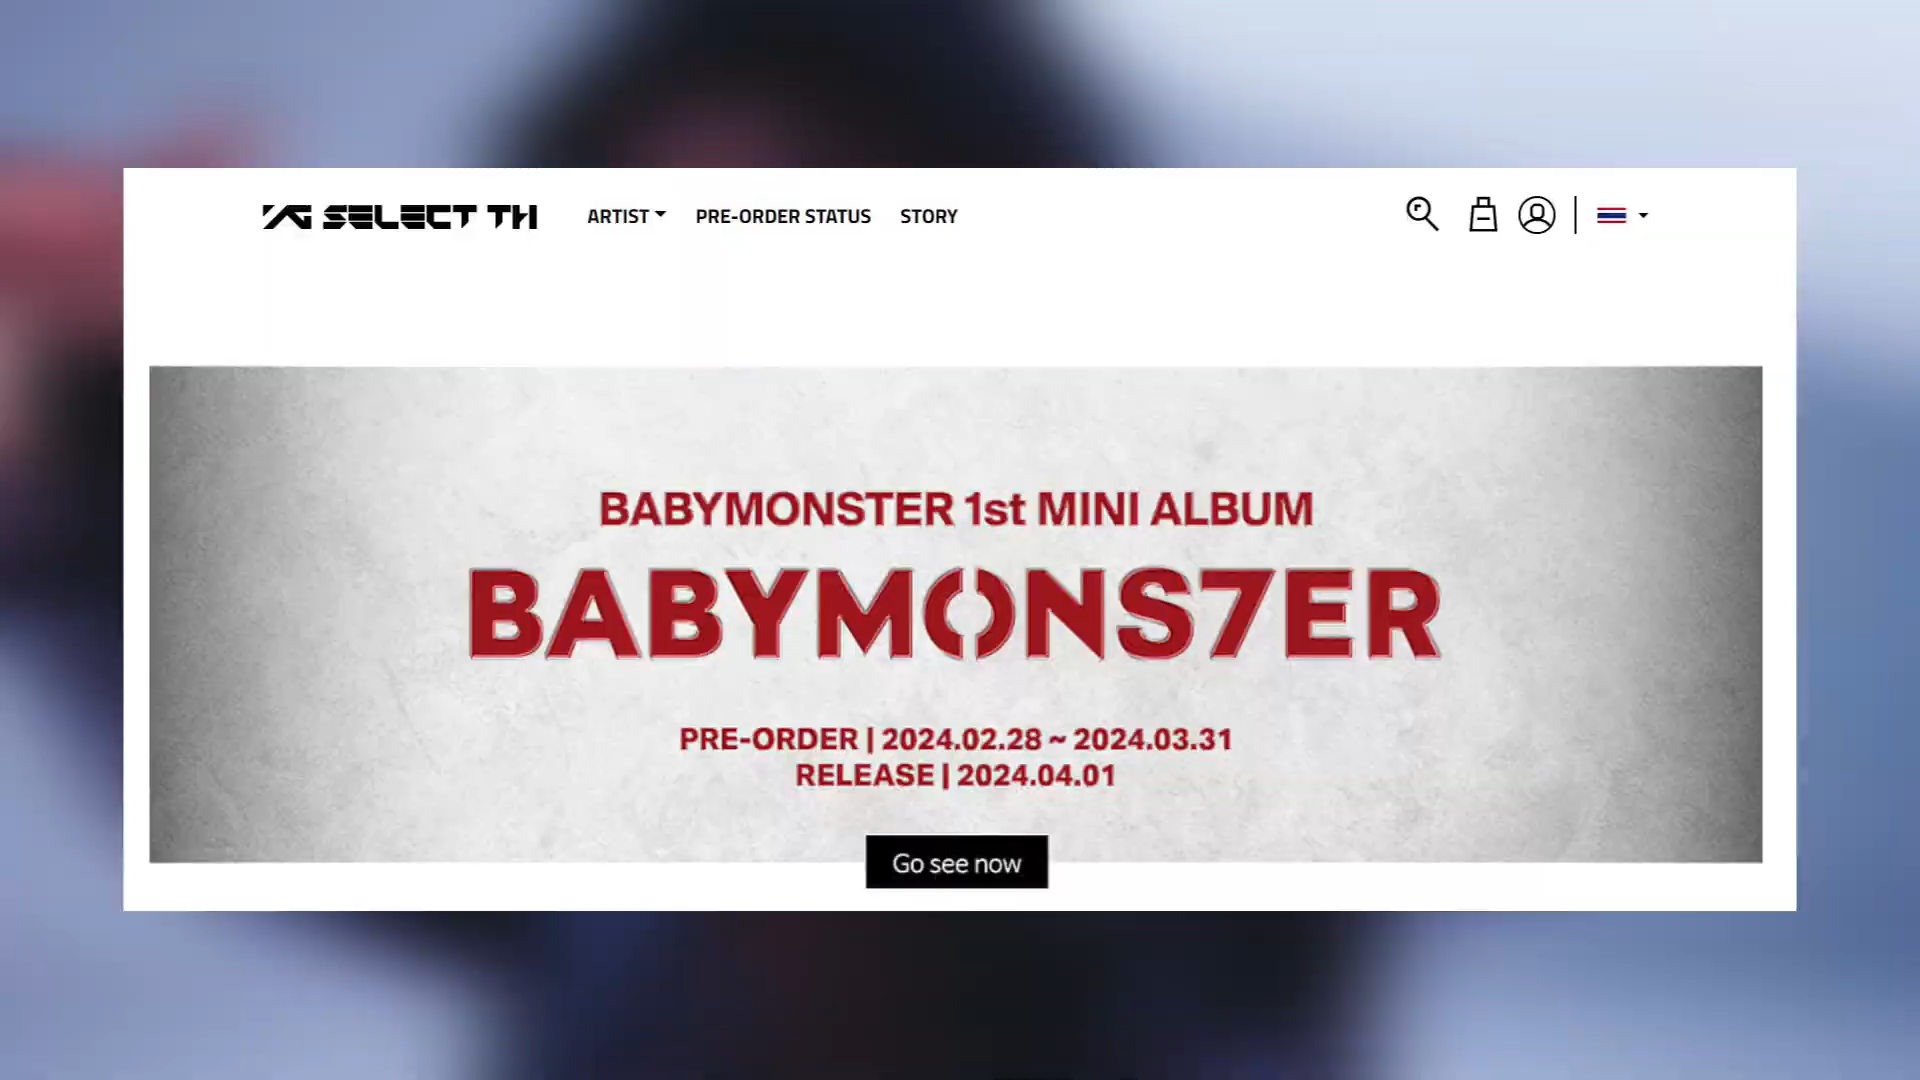 YG SELECT TH
ARTIST
PRE-ORDER STATUS
STORY
BABYMONSTER 1st MINI ALBUM
BABYMONS7ER
PRE-ORDER | 2024.02.28 ~ 2024.03.31
RELEASE | 2024.04.01
Go see now